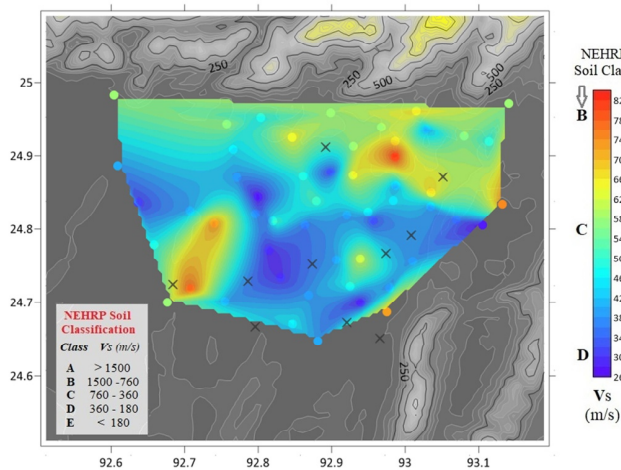 NEHRP
Soil Cla
B
C
D
Vs
(m/s)
25
24.9
24.8
24.7
24.6
92.6
92.7
92.8
92.9
93
93.1
250
250
500
500
250
250
NEHRP Soil
Classification
Class Vs (m/s)
A > 1500
B 1500 -760
C 760 - 360
D 360 - 180
E < 180